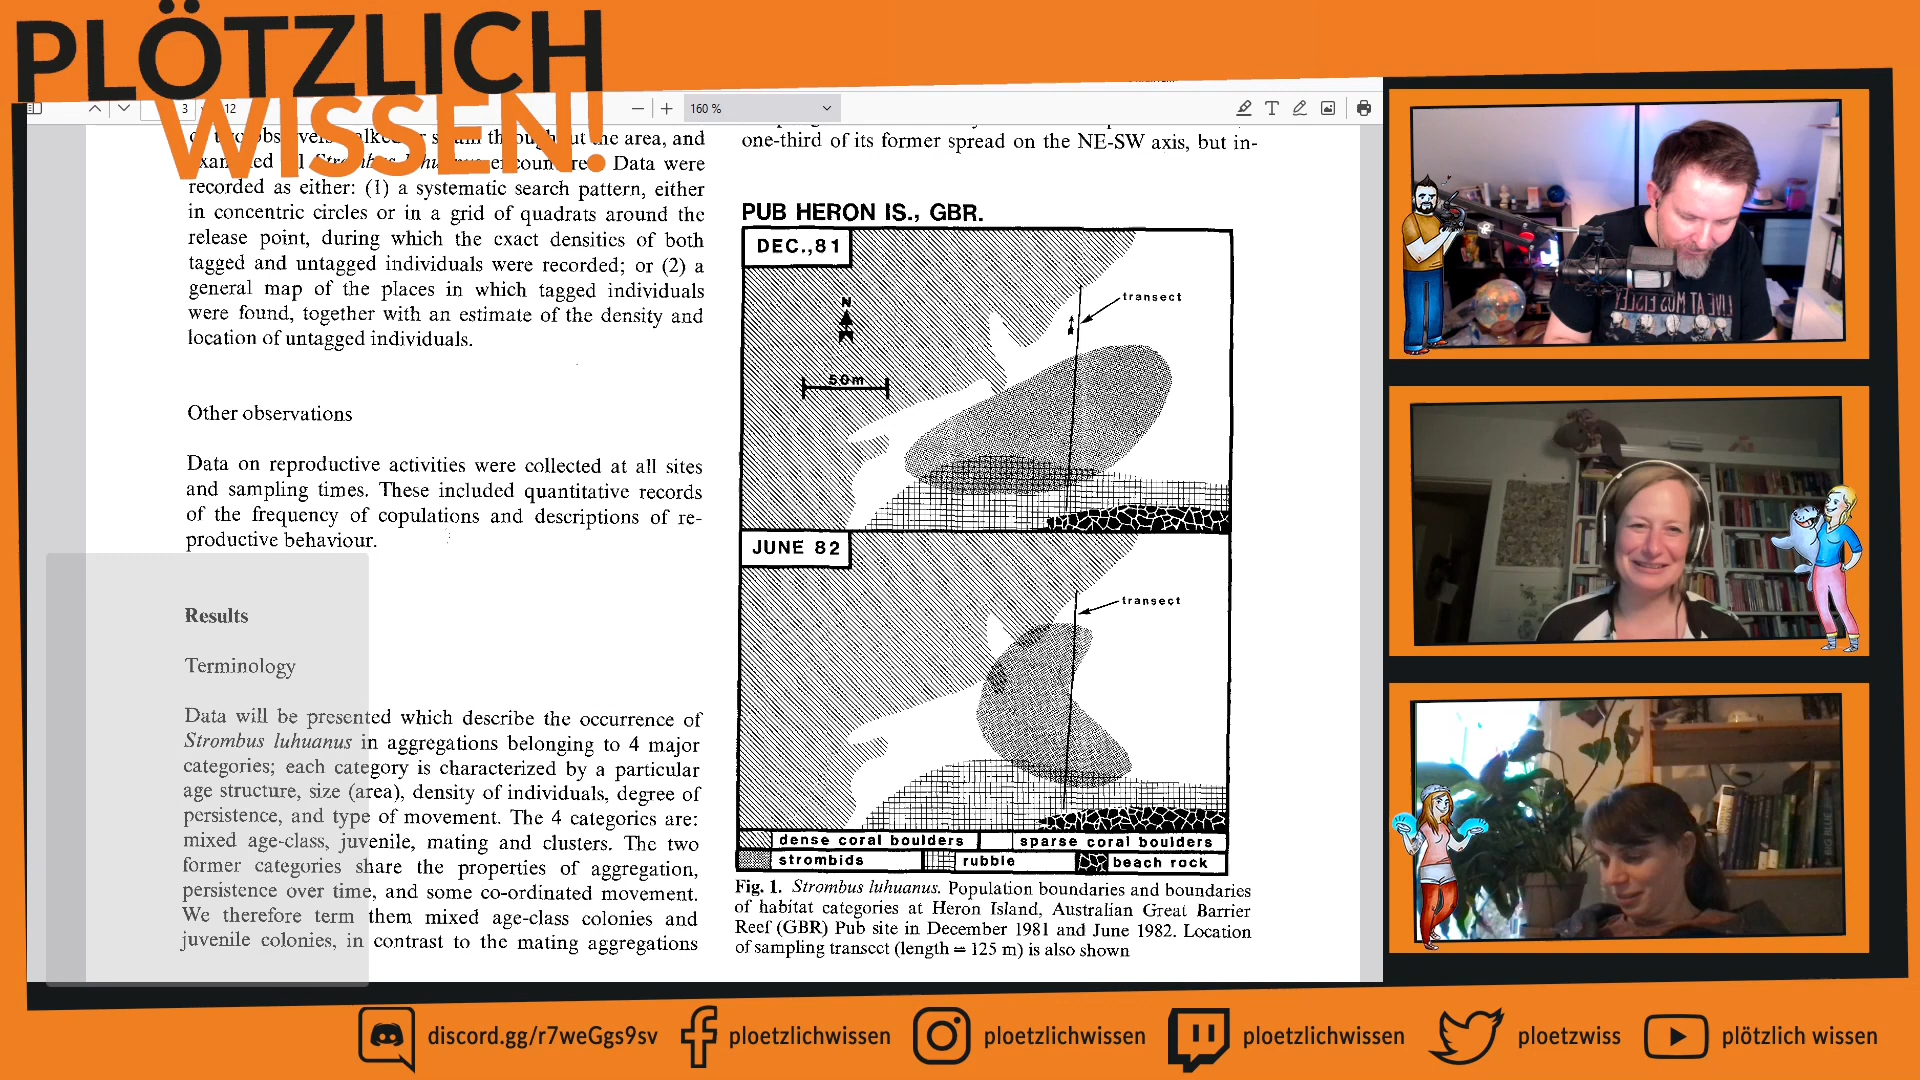 PLÖTZLICH
WISSEN!
3
12
160 %
area, and
Data were
recorded as either: (1) a systematic search pattern, either
in concentric circles or in a grid of quadrats around the
release point, during which the exact densities of both
tagged and untagged individuals were recorded; or (2) a
general map of the places in which tagged individuals
were found, together with an estimate of the density and
location of untagged individuals.
Other observations
Data on reproductive activities were collected at all sites
and sampling times. These included quantitative records
of the frequency of copulations and descriptions of re-
productive behaviour.
Results
Terminology
Data will be presented which describe the occurrence of
Strombus luhuanus in aggregations belonging to 4 major
categories; each category is characterized by a particular
age structure, size (area), density of individuals, degree of
persistence, and type of movement. The 4 categories are:
mixed age-class, juvenile, mating and clusters. The two
former categories share the properties of aggregation,
persistence over time, and some co-ordinated movement.
We therefore term them mixed age-class colonies and
juvenile colonies, in contrast to the mating aggregations
one-third of its former spread on the NE-SW axis, but in-
PUB HERON IS., GBR.
DEC.,81
transect
N
50m
JUNE 82
transect
dense coral boulders
sparse coral boulders
strombids
rubble
beach rock
Fig. 1. Strombus luhuanus. Population boundaries and boundaries
of habitat categories at Heron Island, Australian Great Barrier
Reef (GBR) Pub site in December 1981 and June 1982. Location
of sampling transect (length = 125 m) is also shown
LIVE AT MOS EISLEY
discord.gg/r7weGgs9sv
ploetzlichwissen
ploetzlichwissen
ploetzlichwissen
ploetzwiss
plötzlich wissen